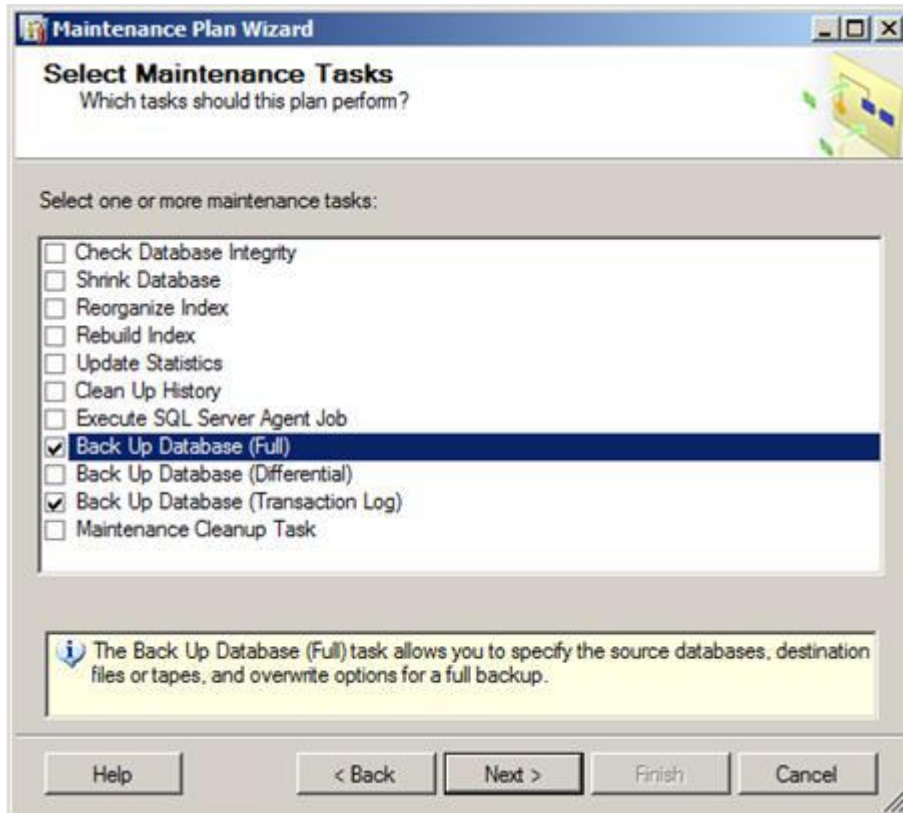 Maintenance Plan Wizard
Select Maintenance Tasks
Which tasks should this plan perform?
Select one or more maintenance tasks:
Check Database Integrity
Shrink Database
Reorganize Index
Rebuild Index
Update Statistics
Clean Up History
Execute SQL Server Agent Job
Back Up Database (Full)
Back Up Database (Differential)
Back Up Database (Transaction Log)
Maintenance Cleanup Task
The Back Up Database (Full) task allows you to specify the source databases, destination
files or tapes, and overwrite options for a full backup.
Help
< Back
Next >
Finish
Cancel